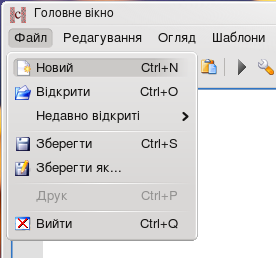 Головне вікно
Файл Редагування Огляд Шаблони
Новий Ctrl+N
Відкрити Ctrl+O
Недавно відкриті
Зберегти Ctrl+S
Зберегти як...
Друк Ctrl+P
Вийти Ctrl+Q